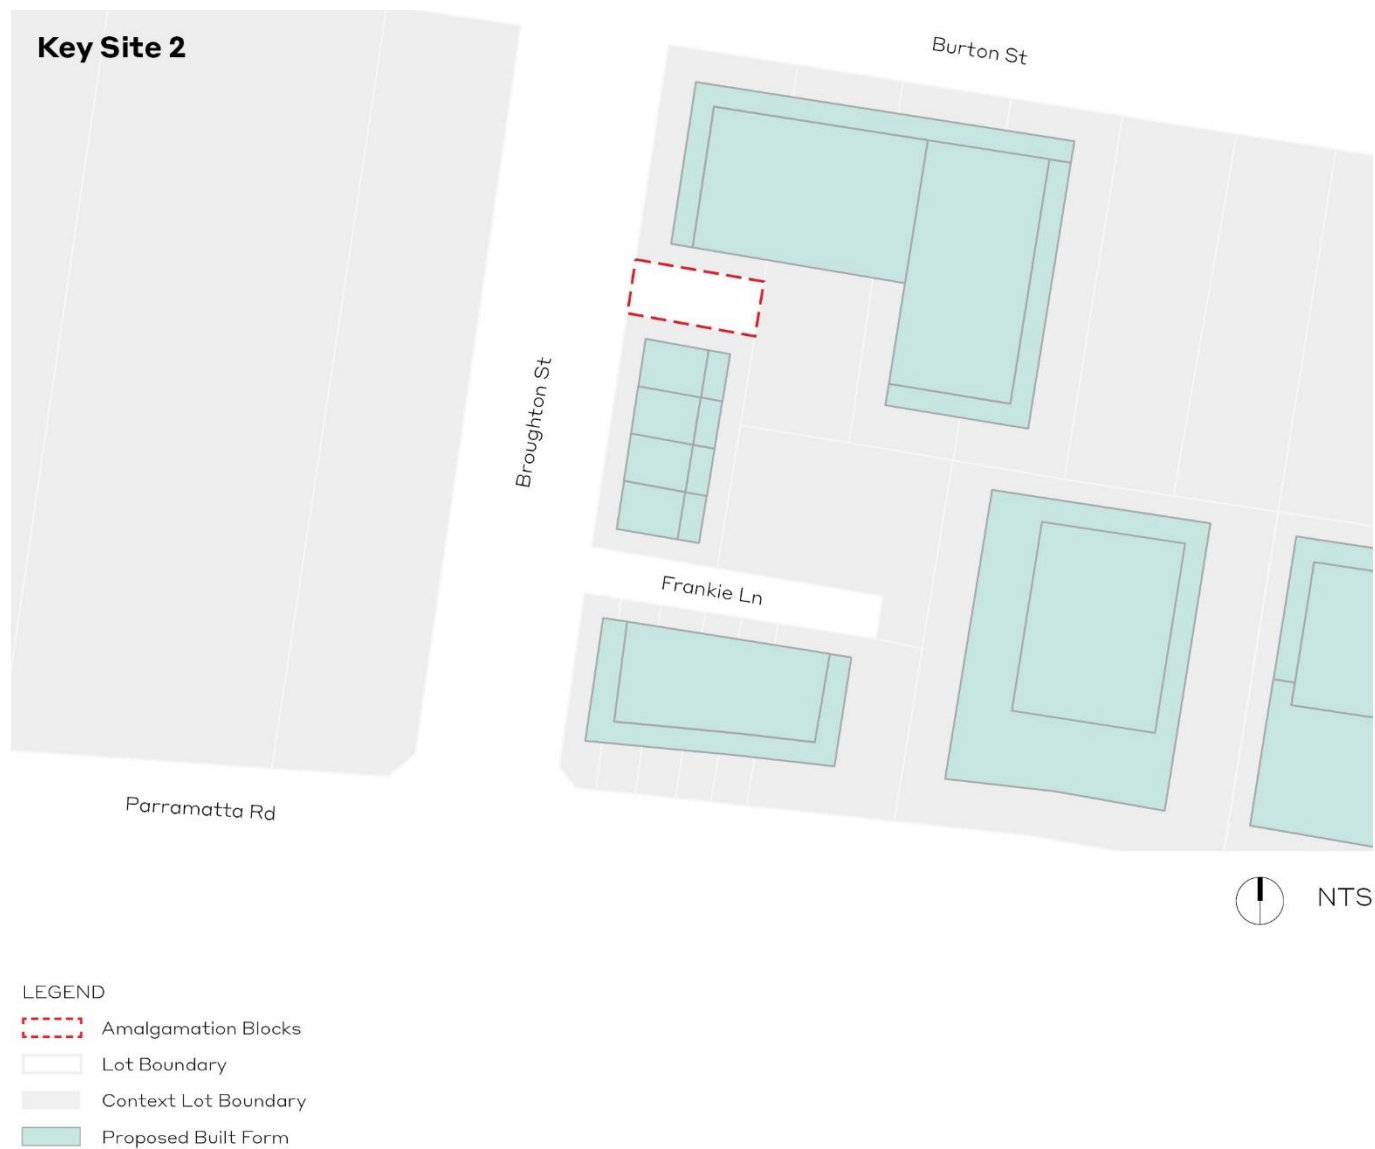 Key Site 2
Burton St
Broughton St
Frankie Ln
Parramatta Rd
NTS
LEGEND
Amalgamation Blocks
Lot Boundary
Context Lot Boundary
Proposed Built Form